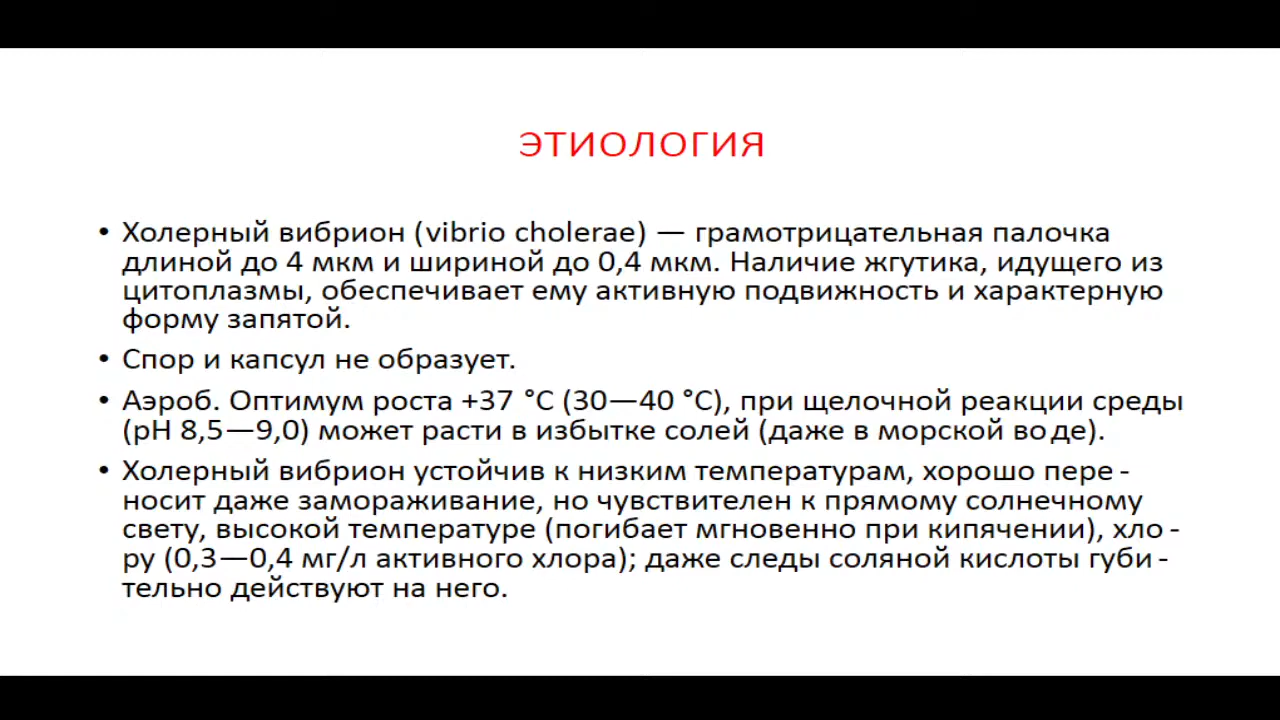 ЭТИОЛОГИЯ
• Холерный вибрион (vibrio cholerae) — грамотрицательная палочка
длиной до 4 мкм и шириной до 0,4 мкм. Наличие жгутика, идущего из
цитоплазмы, обеспечивает ему активную подвижность и характерную
форму запятой.
• Спор и капсул не образует.
• Аэроб. Оптимум роста +37 °С (30—40 °С), при щелочной реакции среды
(рН 8,5—9,0) может расти в избытке солей (даже в морской во де).
• Холерный вибрион устойчив к низким температурам, хорошо пере -
носит даже замораживание, но чувствителен к прямому солнечному
свету, высокой температуре (погибает мгновенно при кипячении), хло -
ру (0,3—0,4 мг/л активного хлора); даже следы соляной кислоты губи -
тельно действуют на него.